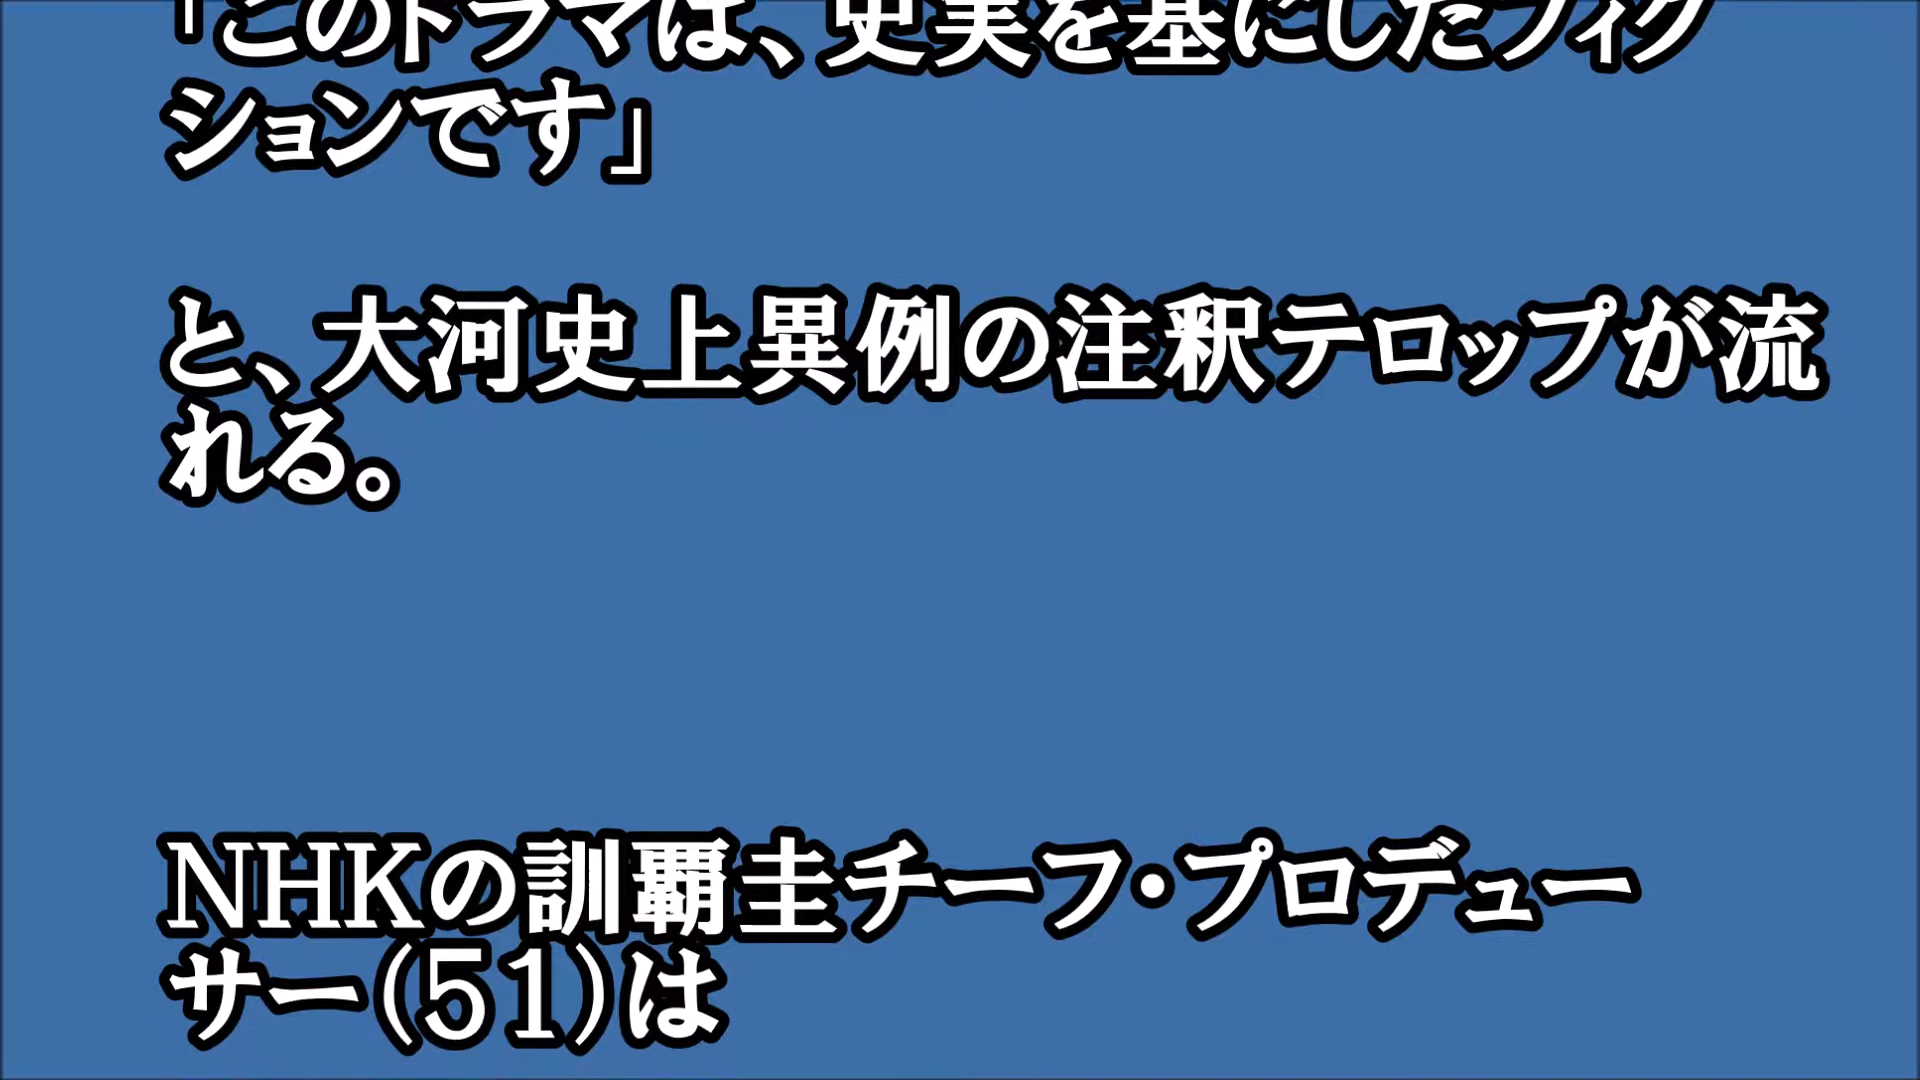 「このドラマは、史実を基にしたフィク
ションです」
と、大河史上異例の注釈テロップが流
れる。
NHKの訓覇圭チーフ・プロデュー
サー(51)は